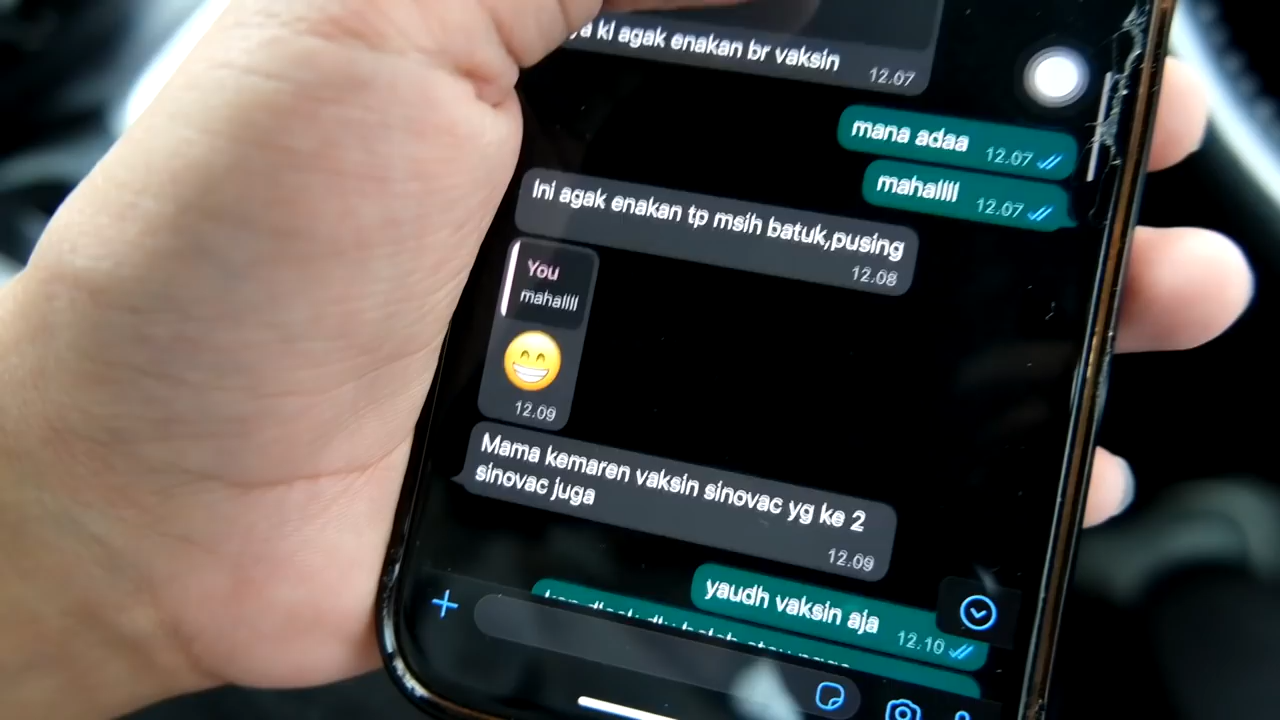 kl agak enakan br vaksin
12.07
mana adaa
12.07
mahallll
12.07
Ini agak enakan tp msih batuk,pusing
12.08
You
mahallll
12.09
Mama kemaren vaksin sinovac yg ke 2
sinovac juga
12.09
yaudh vaksin aja
12.10